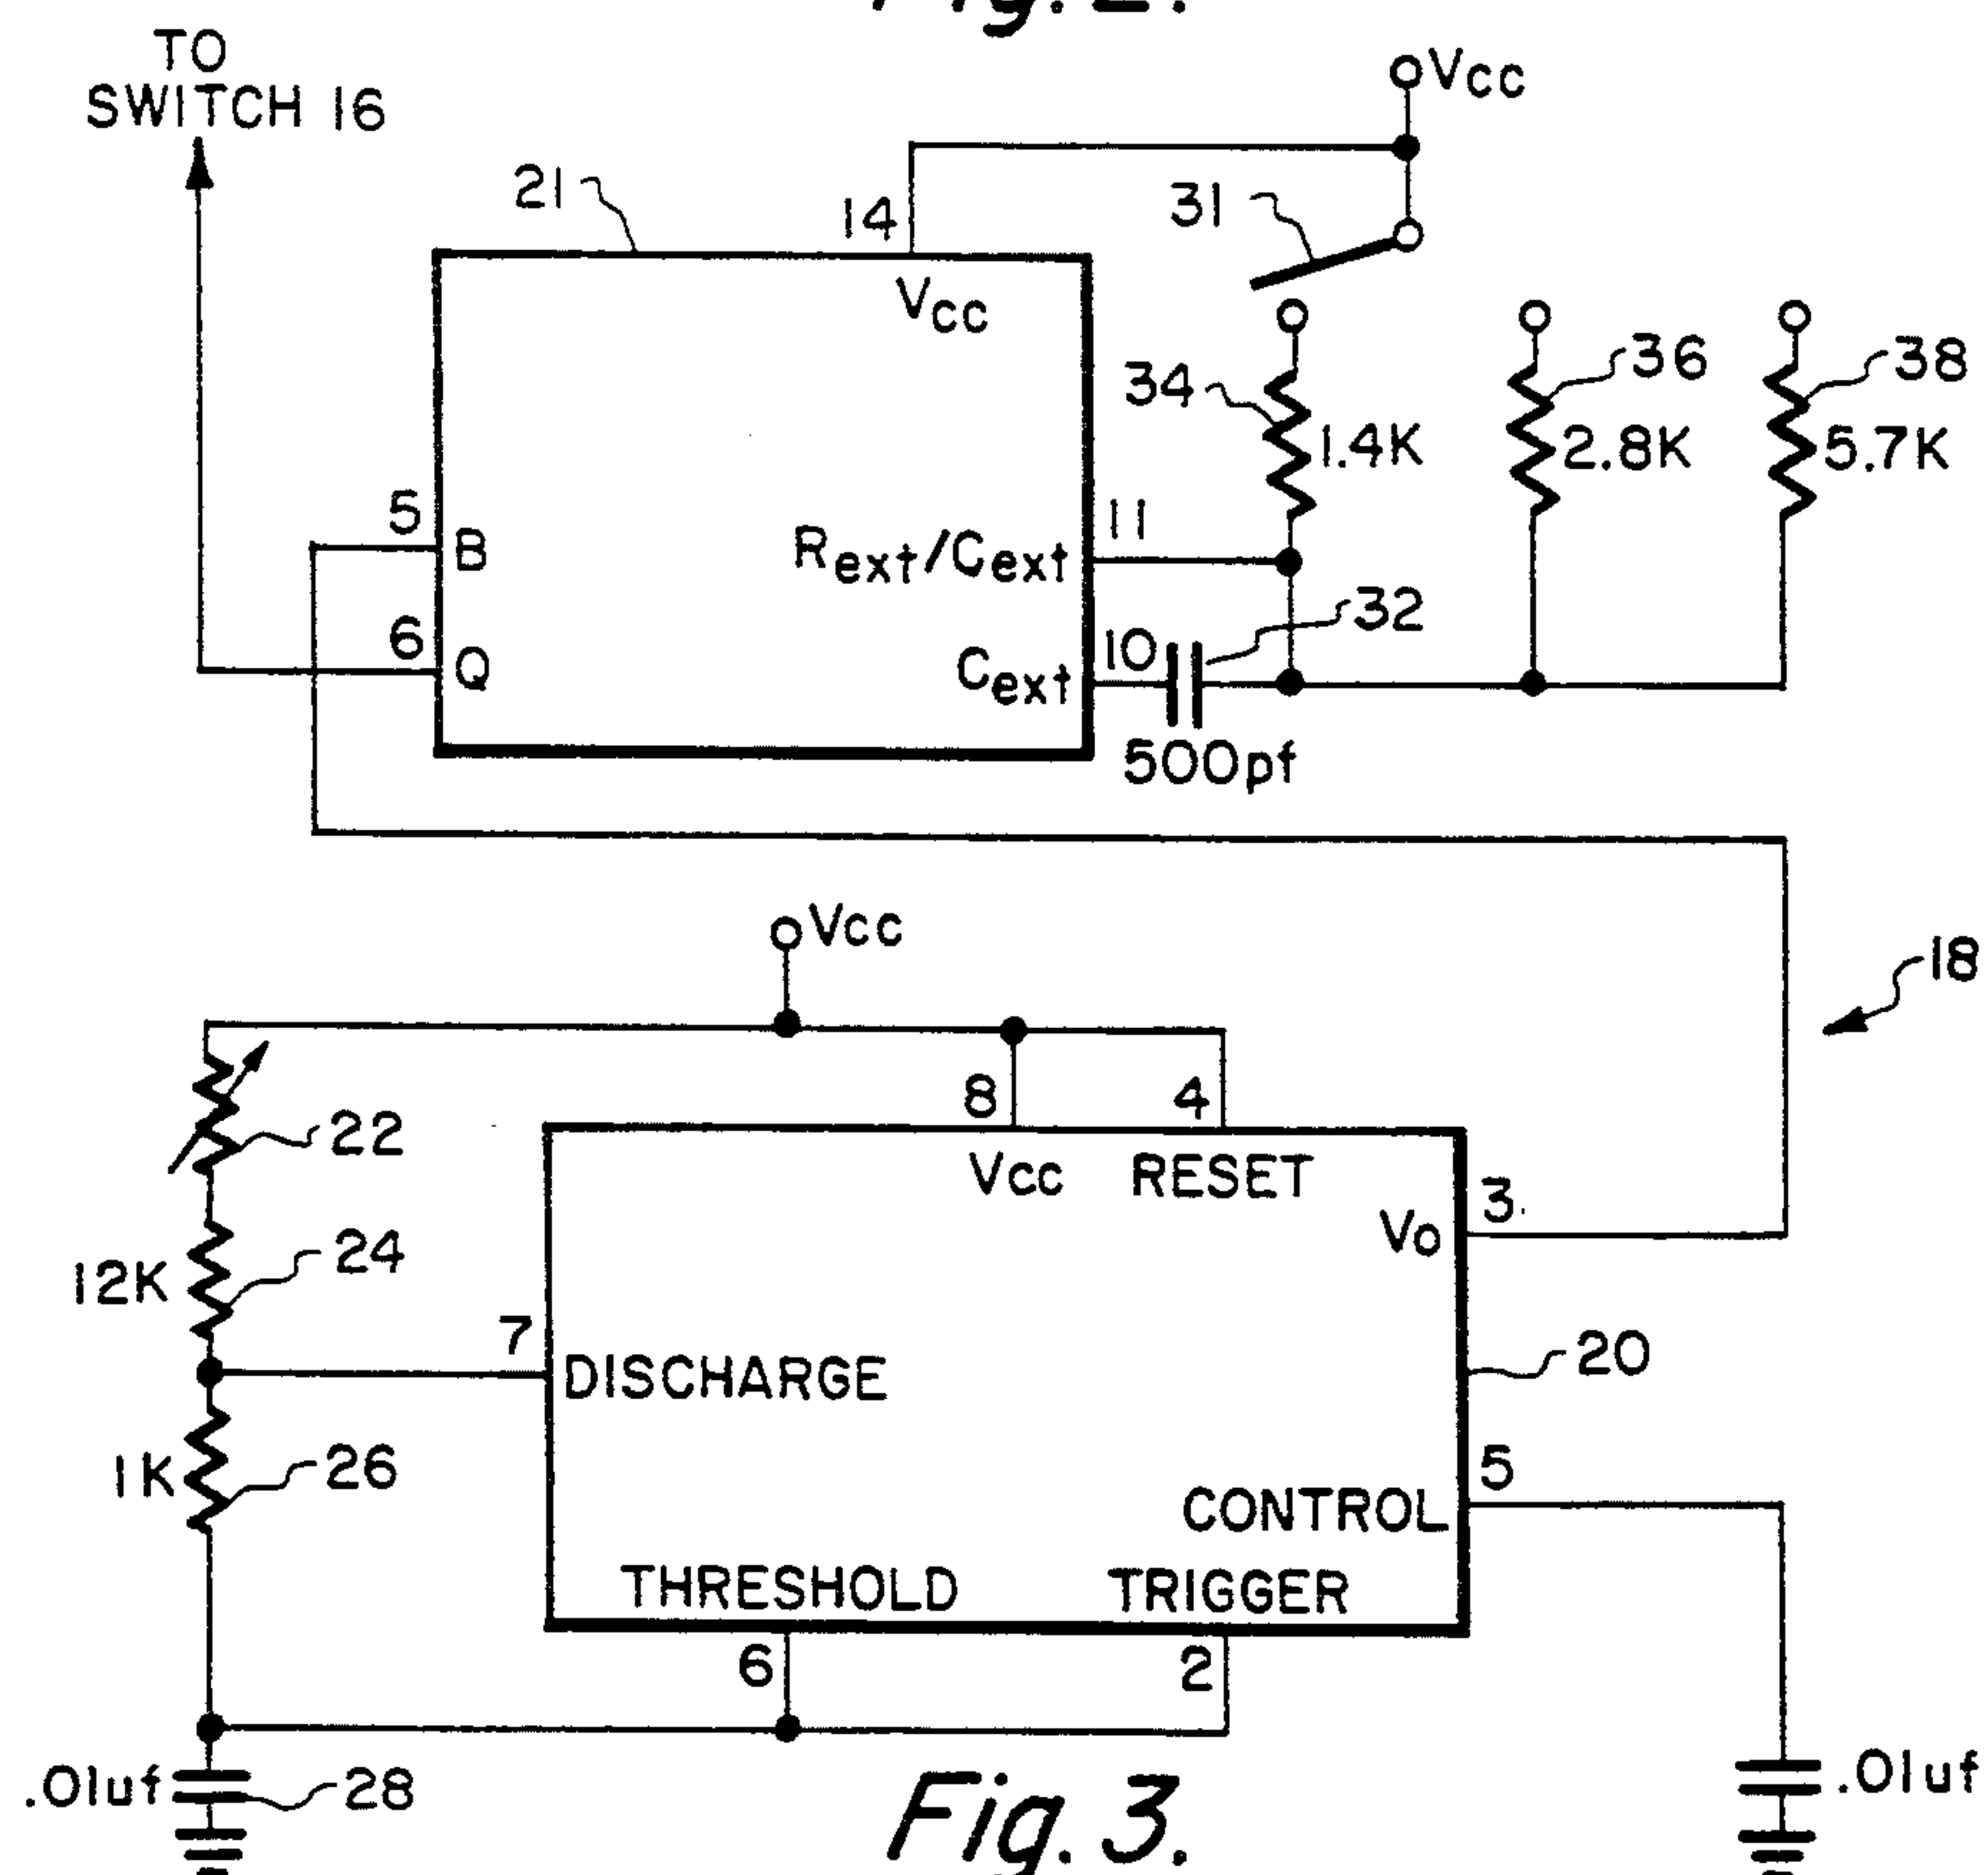 TO
SWITCH 16
Vcc
21
14
31
Vcc
34
1.4K
36
2.8K
38
5.7K
5
B
Rext/Cext
11
6
Q
Cext
10
32
500pf
Vcc
18
8
4
22
Vcc
RESET
3
Vo
24
12K
7
DISCHARGE
20
1K
26
5
CONTROL
THRESHOLD
TRIGGER
6
2
.01uf
28
.01uf
Fig. 3.